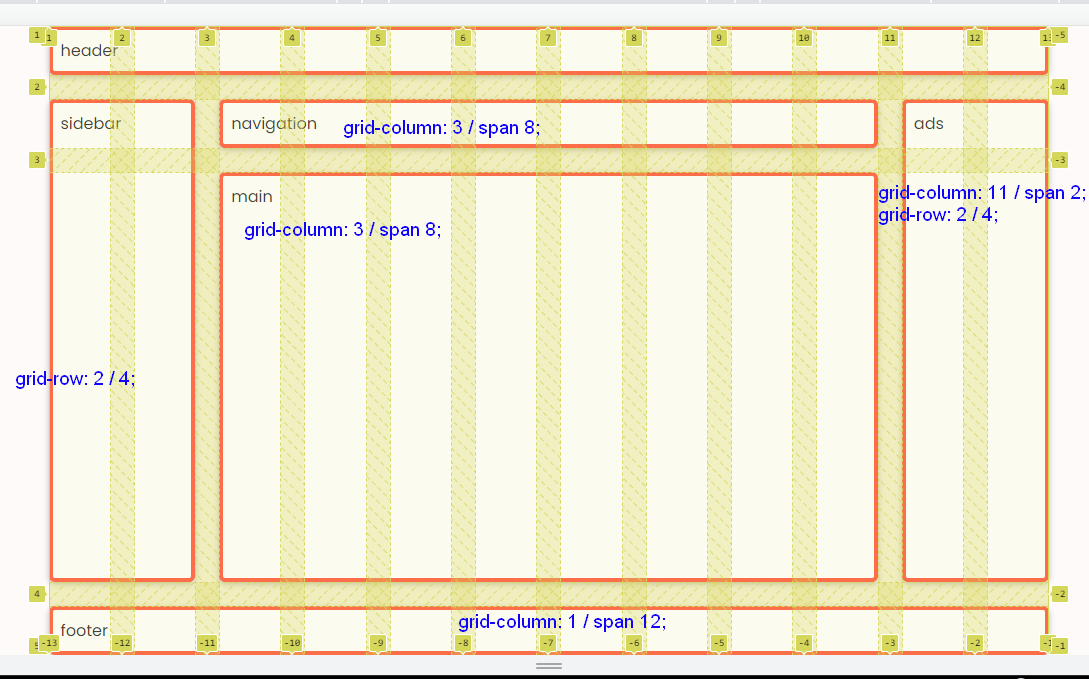 1 1 2 3 4 5 6 7 8 9 10 11 12 -5
header
2 -4
sidebar navigation grid-column: 3 / span 8; ads
3 -3
main
grid-column: 11 / span 2;
grid-row: 2 / 4;
grid-column: 3 / span 8;
grid-row: 2 / 4;
4 -2
grid-column: 1 / span 12;
footer
-13 -12 -11 -10 -9 -8 -7 -6 -5 -4 -3 -2 -1